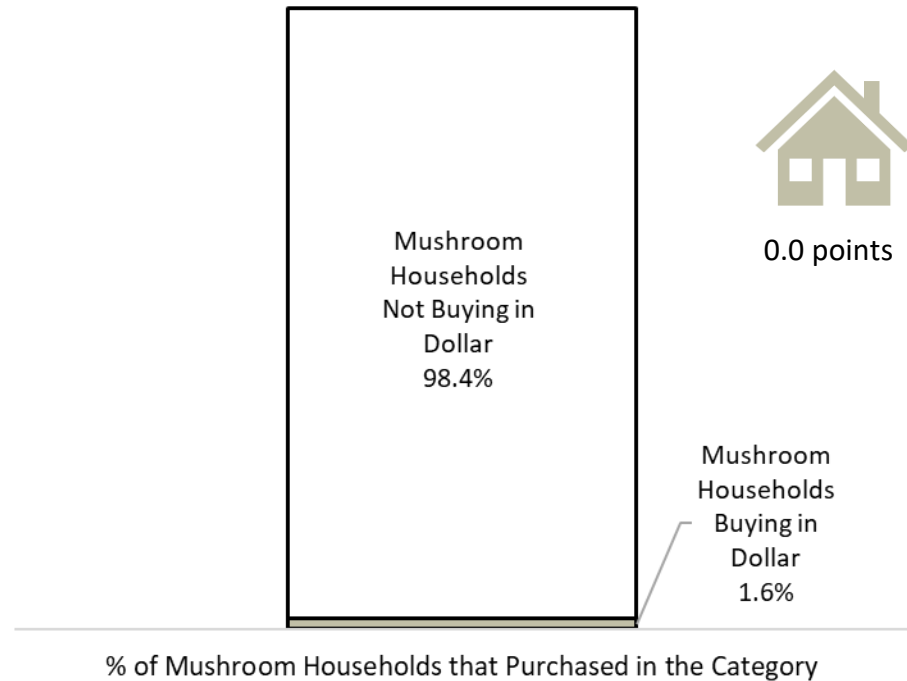 Mushroom
Households
Not Buying in
Dollar
98.4%
0.0 points
Mushroom
Households
Buying in
Dollar
1.6%
% of Mushroom Households that Purchased in the Category